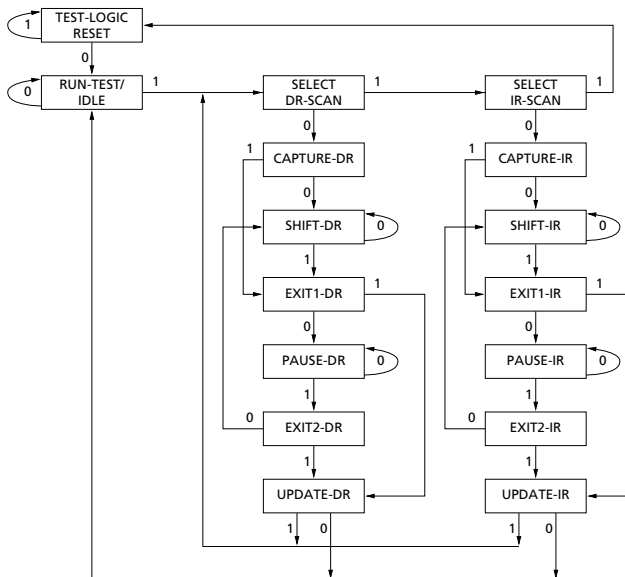 1
TEST-LOGIC
RESET
0
0
RUN-TEST/
IDLE
1
SELECT
DR-SCAN
1
SELECT
IR-SCAN
1
0
0
1
CAPTURE-DR
1
CAPTURE-IR
0
0
SHIFT-DR
0
SHIFT-IR
0
1
1
EXIT1-DR
1
EXIT1-IR
1
0
0
PAUSE-DR
0
PAUSE-IR
0
1
1
0
EXIT2-DR
0
EXIT2-IR
1
1
UPDATE-DR
UPDATE-IR
1
0
1
0